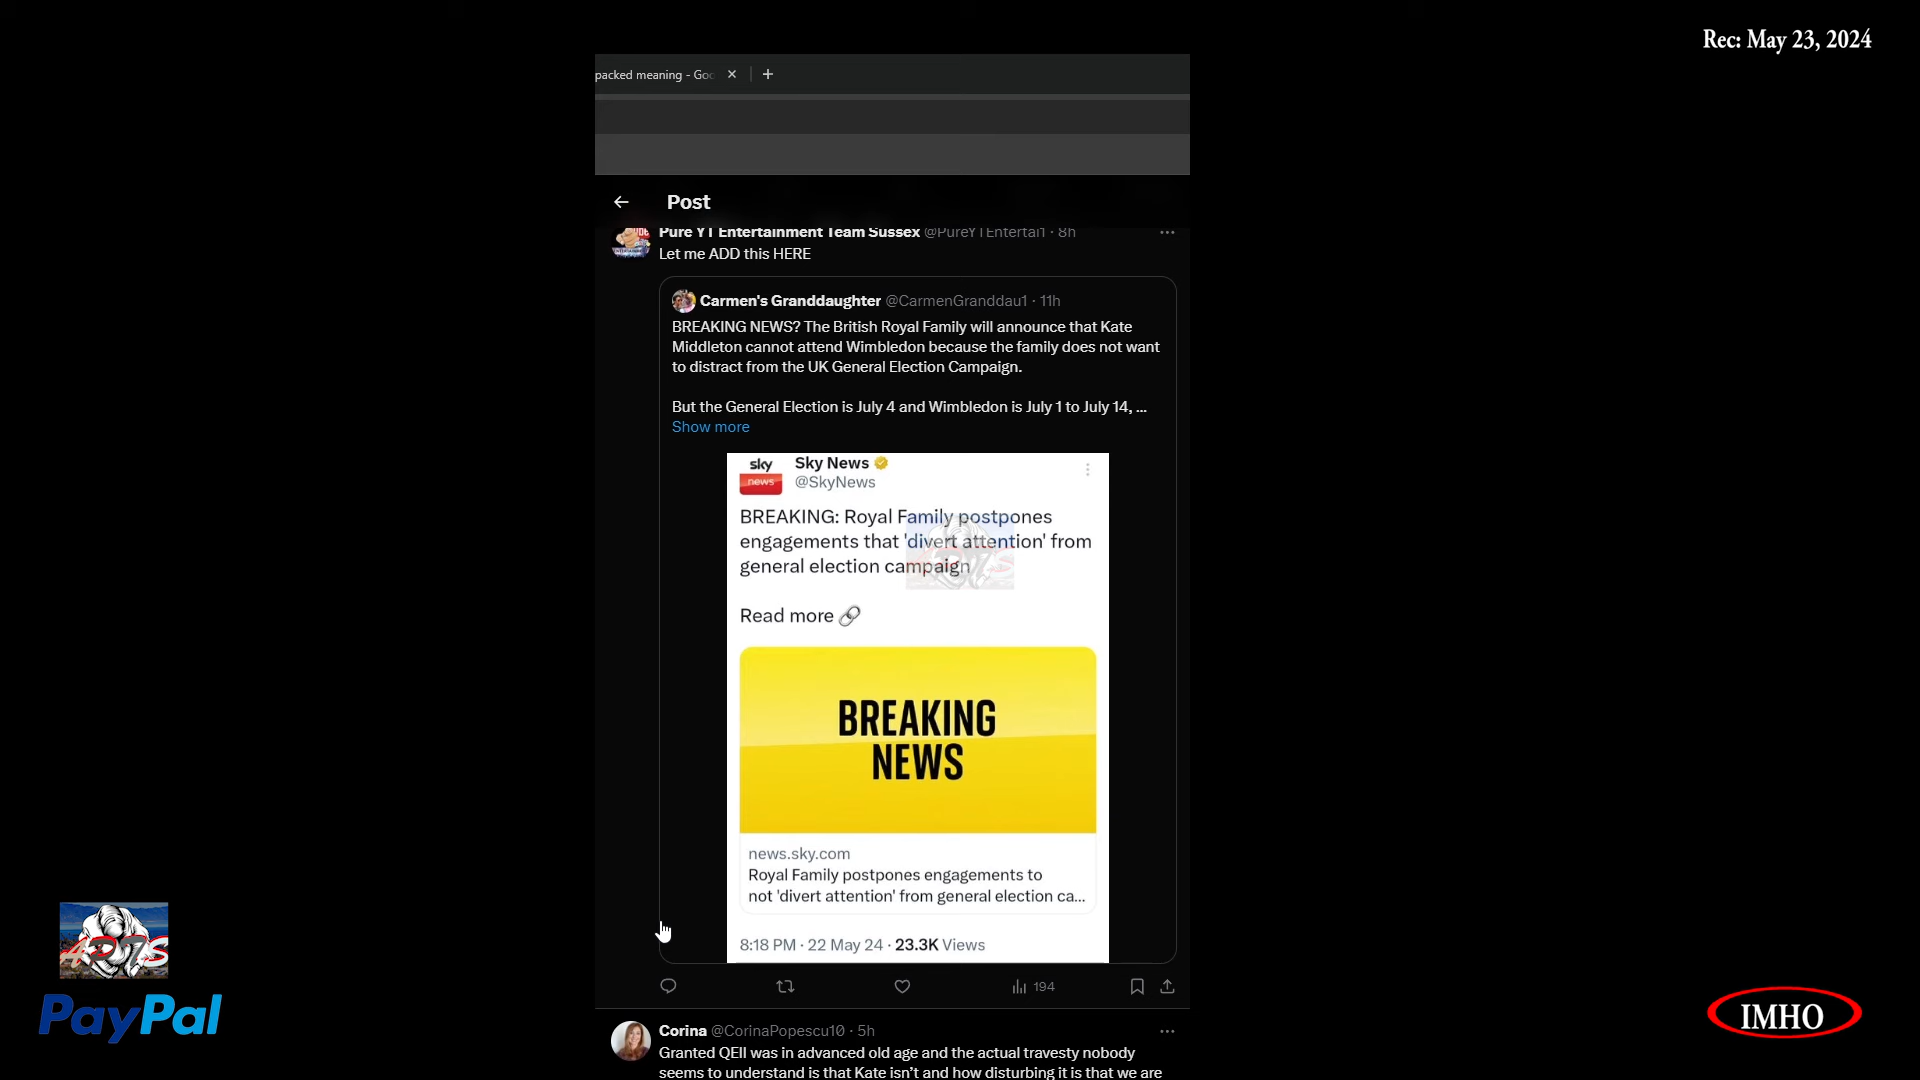 Rec: May 23, 2024
packed meaning - Goo
Post
Pure YT Entertainment Team Sussex @PureYTEntertai1 · 8h
Let me ADD this HERE
Carmen's Granddaughter @CarmenGranddau1 · 11h
BREAKING NEWS? The British Royal Family will announce that Kate
Middleton cannot attend Wimbledon because the family does not want
to distract from the UK General Election Campaign.
But the General Election is July 4 and Wimbledon is July 1 to July 14, ...
Show more
sky
news
Sky News
@SkyNews
BREAKING: Royal Family postpones
engagements that 'divert attention' from
general election campaign
Read more
BREAKING
NEWS
news.sky.com
Royal Family postpones engagements to
not 'divert attention' from general election ca...
8:18 PM · 22 May 24 · 23.3K Views
194
Corina @CorinaPopescu10 · 5h
Granted QEII was in advanced old age and the actual travesty nobody
seems to understand is that Kate isn't and how disturbing it is that we are
PayPal
IMHO